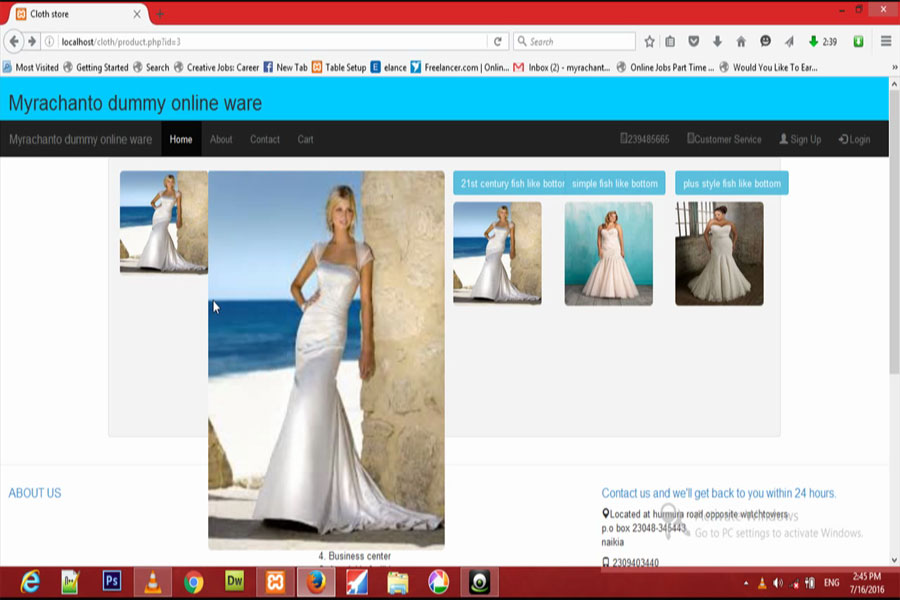 Cloth store
localhost/cloth/product.php?id=3
Search
2:39
Most Visited Getting Started Search Creative Jobs: Career New Tab Table Setup elance Freelancer.com | Onlin... Inbox (2) - myrachant... Online Jobs Part Time ... Would You Like To Ear...
Myrachanto dummy online ware
Myrachanto dummy online ware Home About Contact Cart 239485665 Customer Service Sign Up Login
21st century fish like bottor simple fish like bottom plus style fish like bottom
ABOUT US
4. Business center
Contact us and we'll get back to you within 24 hours.
Located at hurmura road opposite watchtowers
p.o box 23048-345443
naikia
2309403440
Activate Windows
Go to PC settings to activate Windows.
Ps
Dw
ENG
2:45 PM
7/16/2016